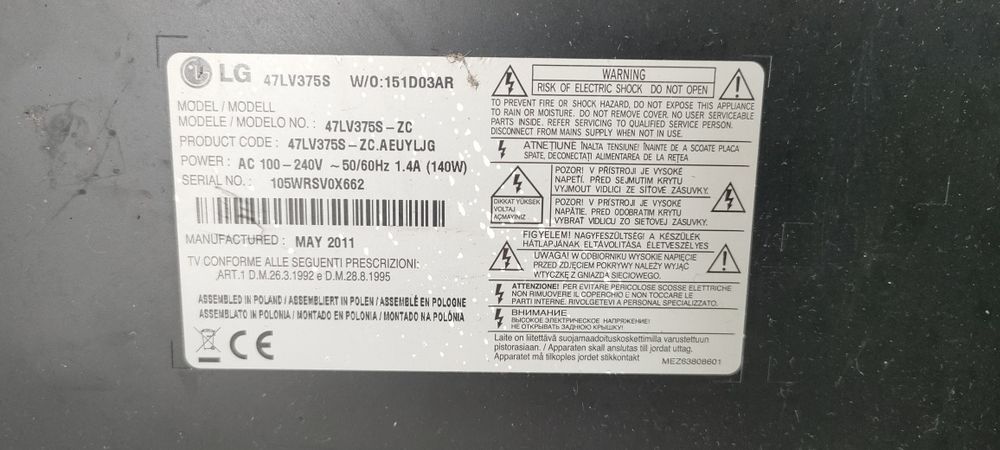 LG 47LV375S W/O:151D03AR
MODEL / MODELL
MODELE / MODELO NO. : 47LV375S-ZC
PRODUCT CODE : 47LV375S-ZC.AEUYLJG
POWER : AC 100-240V ~50/60Hz 1.4A (140W)
SERIAL NO. : 105WRSV0X662
MANUFACTURED : MAY 2011
TV CONFORME ALLE SEGUENTI PRESCRIZIONI:
ART.1 D.M.26.3.1992 e D.M.28.8.1995
ASSEMBLED IN POLAND / ASSEMBLIERT IN POLEN / ASSEMBLÉ EN POLOGNE
ASSEMBLATO IN POLONIA / MONTADO EN POLONIA / MONTADO NA POLÓNIA
CE
WARNING
RISK OF ELECTRIC SHOCK DO NOT OPEN
TO PREVENT FIRE OR SHOCK HAZARD, DO NOT EXPOSE THIS APPLIANCE
TO RAIN OR MOISTURE. DO NOT REMOVE COVER. NO USER SERVICEABLE
PARTS INSIDE. REFER SERVICING TO QUALIFIED SERVICE PERSON.
DISCONNECT FROM MAINS SUPPLY WHEN NOT IN USE.
ATNEŢIUNE ÎNALTA TENSIUNE! ÎNAINTE DE A SCOATE PLACA
SPATE, DECONECTAŢI ALIMENTAREA DE LA REŢEA
DIKKAT YÜKSEK
VOLTAJ
AÇMAYINIZ
POZOR! V PŘÍSTROJI JE VYSOKÉ
NAPETÍ. PŘED SEJMUTIM KRYTU
VYJMOUT VIDLICI ZE SÍŤOVÉ ZÁSUVKY.
POZOR! V PRÍSTROJI JE VYSOKÉ
NAPÄTIE. PRED ODOBRATIM KRYTU
VYBRAT VIDLICU ZO SIEŤOVEJ ZÁSUVKY.
FIGYELEM! NAGYFESZÜLTSÉG! A KÉSZÜLÉK
HÁTLAPJÁNAK ELTÁVOLÍTÁSA ÉLETVESZÉLYES
UWAGA! W ODBIORNIKU WYSOKIE NAPIĘCIE
PRZED ZDJĘCIEM POKRYWY NALEŻY WYJĄĆ
WTYCZKĘ Z GNIAZDA SIECIOWEGO.
ATTENZIONE! PER EVITARE PERICOLOSE SCOSSE ELETTRICHE
NON RIMUOVERE IL COPERCHIO E NON TOCCARE LE
PARTI INTERNE. RIVOLGETEVI A PERSONAL SPECIALIZZATO.
ВНИМАНИЕ
ВЫСОКОЕ ЭЛЕКТРИЧЕСКОЕ НАПРЯЖЕНИЕ!
НЕ ОТКРЫВАТЬ ЗАДНЮЮ КРЫШКУ!
Laite on liitettävä suojamaadoituskoskettimilla varustettuun
pistorasiaan. / Apparaten skall anslutas till jordat uttag.
Apparatet må tilkoples jordet stikkontakt
MEZ63808601